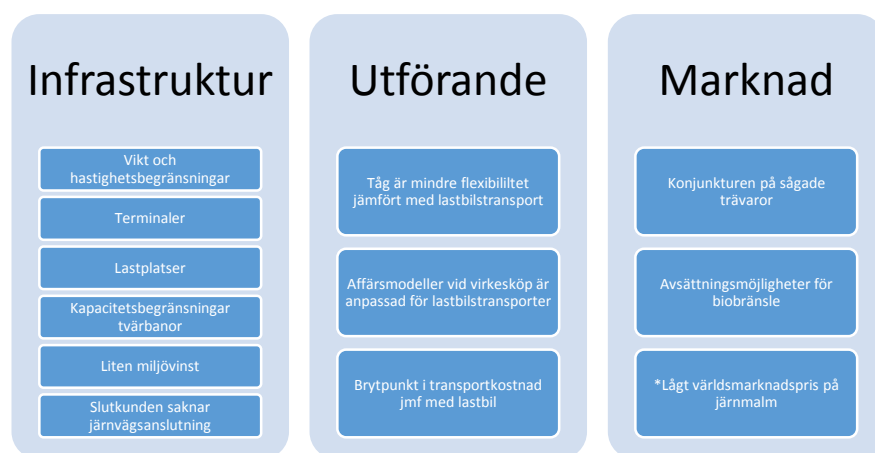 Infrastruktur
Vikt och
hastighetsbegränsningar
Terminaler
Lastplatser
Kapacitetsbegränsningar
tvärbanor
Liten miljövinst
Slutkunden saknar
järnvägsanslutning
Utförande
Tåg är mindre flexibililtet
jämfört med lastbilstransport
Affärsmodeller vid virkesköp är
anpassad för lastbilstransporter
Brytpunkt i transportkostnad
jmf med lastbil
Marknad
Konjunkturen på sågade
trävaror
Avsättningsmöjligheter för
biobränsle
*Lågt världsmarknadspris på
järnmalm